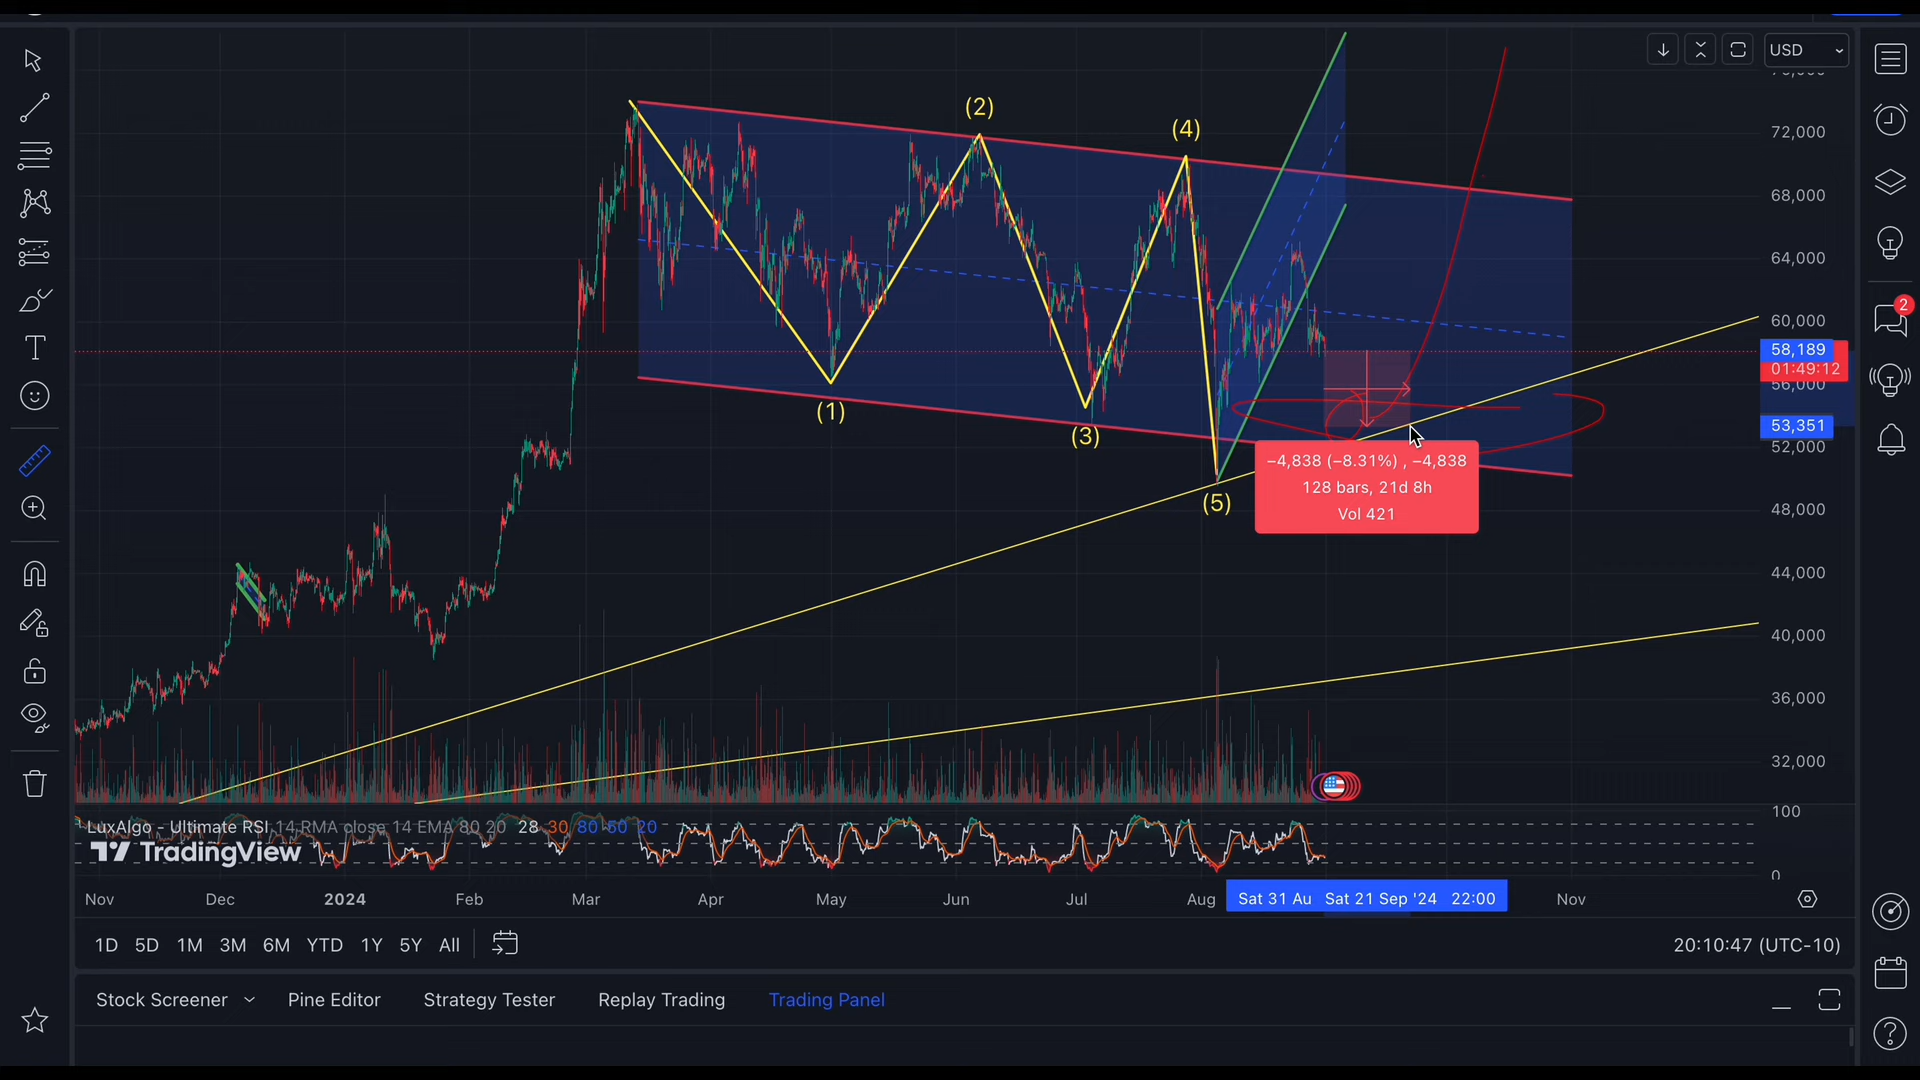 USD
(2)
(4)
(1)
(3)
(5)
72,000
68,000
64,000
60,000
58,189
01:49:12
56,000
53,351
52,000
48,000
44,000
40,000
36,000
32,000
100
0
2
−4,838 (−8.31%) , −4,838
128 bars, 21d 8h
Vol 421
LuxAlgo - Ultimate RSI 14 RMA close 14 EMA 80 20 28 30 80 50 20
TradingView
Nov Dec 2024 Feb Mar Apr May Jun Jul Aug Sat 31 Au Sat 21 Sep '24 22:00 Nov
1D 5D 1M 3M 6M YTD 1Y 5Y All
20:10:47 (UTC-10)
Stock Screener Pine Editor Strategy Tester Replay Trading Trading Panel